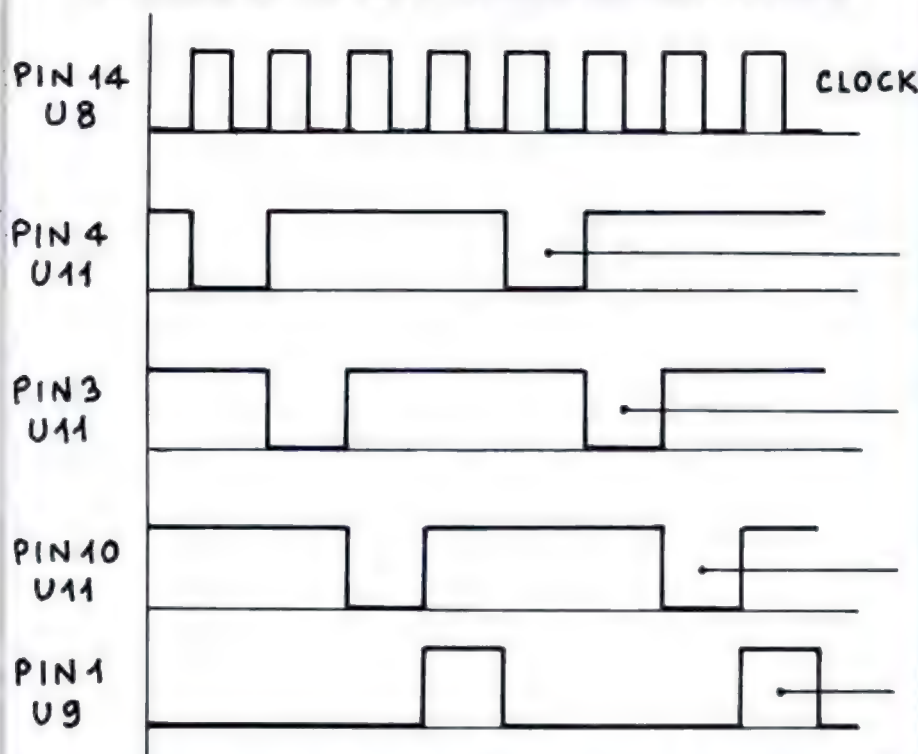 PIN 14
U8
CLOCK
PIN 4
U11
PIN 3
U11
PIN 10
U11
PIN 1
U9